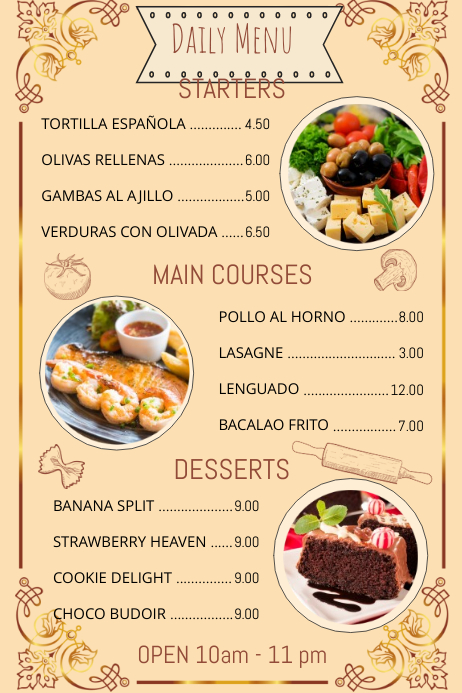 DAILY MENU
STARTERS
TORTILLA ESPAÑOLA .............. 4.50
OLIVAS RELLENAS ....................6.00
GAMBAS AL AJILLO ..................5.00
VERDURAS CON OLIVADA ......6.50
MAIN COURSES
POLLO AL HORNO .............8.00
LASAGNE ............................. 3.00
LENGUADO .......................12.00
BACALAO FRITO .................7.00
DESSERTS
BANANA SPLIT ....................9.00
STRAWBERRY HEAVEN ......9.00
COOKIE DELIGHT ................9.00
CHOCO BUDOIR .................9.00
OPEN 10am - 11 pm